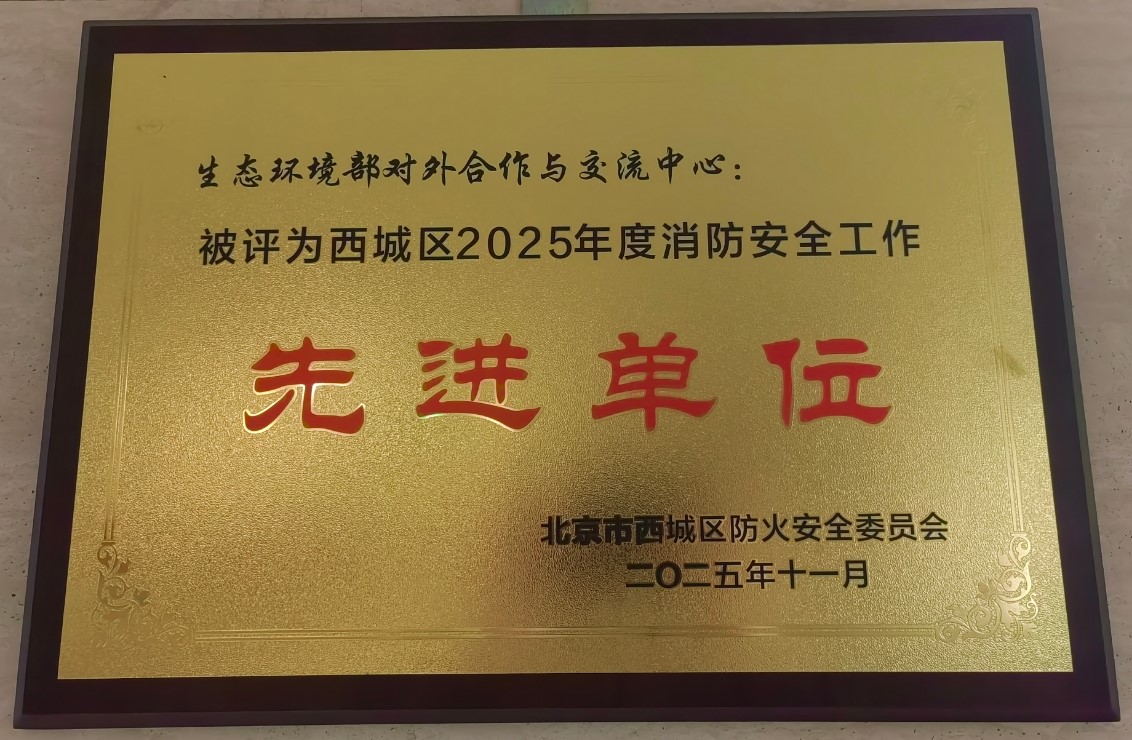 生态环境部对外合作与交流中心：
被评为西城区2025年度消防安全工作
先进单位
北京市西城区防火安全委员会
二〇二五年十一月